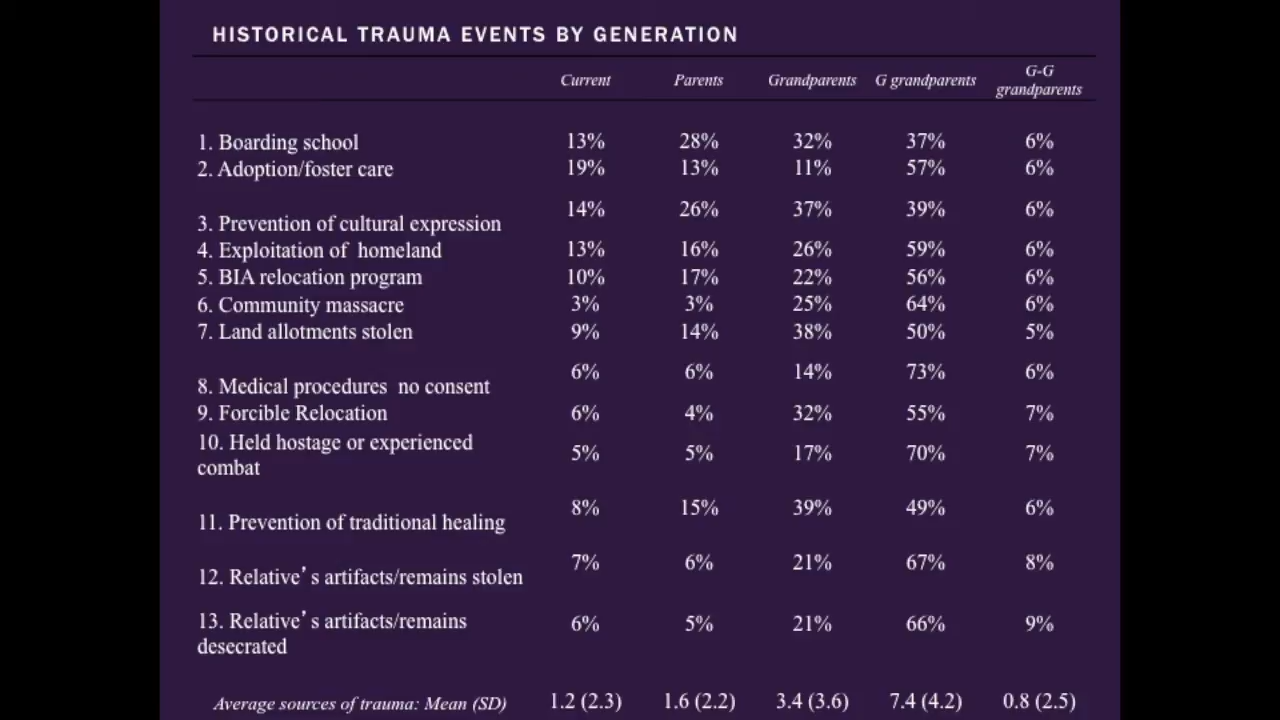 HISTORICAL TRAUMA EVENTS BY GENERATION
Current Parents Grandparents G grandparents G-G grandparents
1. Boarding school 13% 28% 32% 37% 6%
2. Adoption/foster care 19% 13% 11% 57% 6%
3. Prevention of cultural expression 14% 26% 37% 39% 6%
4. Exploitation of homeland 13% 16% 26% 59% 6%
5. BIA relocation program 10% 17% 22% 56% 6%
6. Community massacre 3% 3% 25% 64% 6%
7. Land allotments stolen 9% 14% 38% 50% 5%
8. Medical procedures no consent 6% 6% 14% 73% 6%
9. Forcible Relocation 6% 4% 32% 55% 7%
10. Held hostage or experienced
combat 5% 5% 17% 70% 7%
11. Prevention of traditional healing 8% 15% 39% 49% 6%
12. Relative’s artifacts/remains stolen 7% 6% 21% 67% 8%
13. Relative’s artifacts/remains
desecrated 6% 5% 21% 66% 9%
Average sources of trauma: Mean (SD) 1.2 (2.3) 1.6 (2.2) 3.4 (3.6) 7.4 (4.2) 0.8 (2.5)